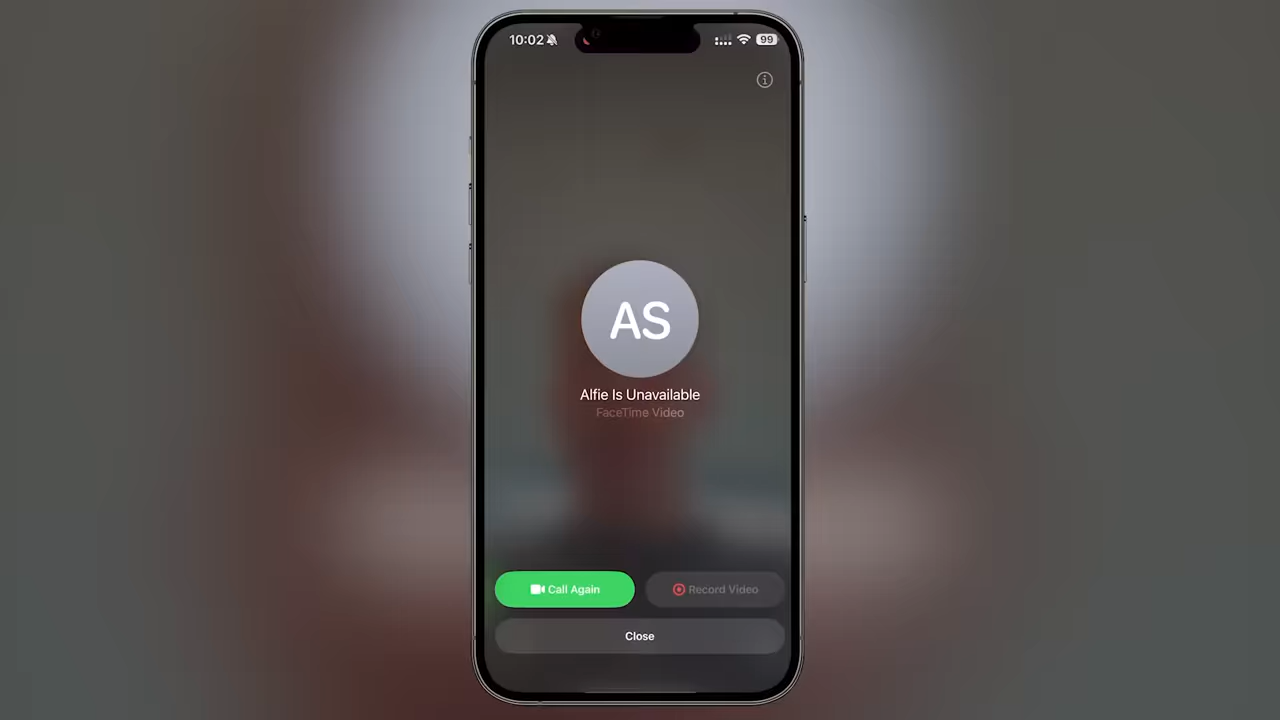 10:02
99
AS
Alfie Is Unavailable
FaceTime Video
Call Again
Record Video
Close